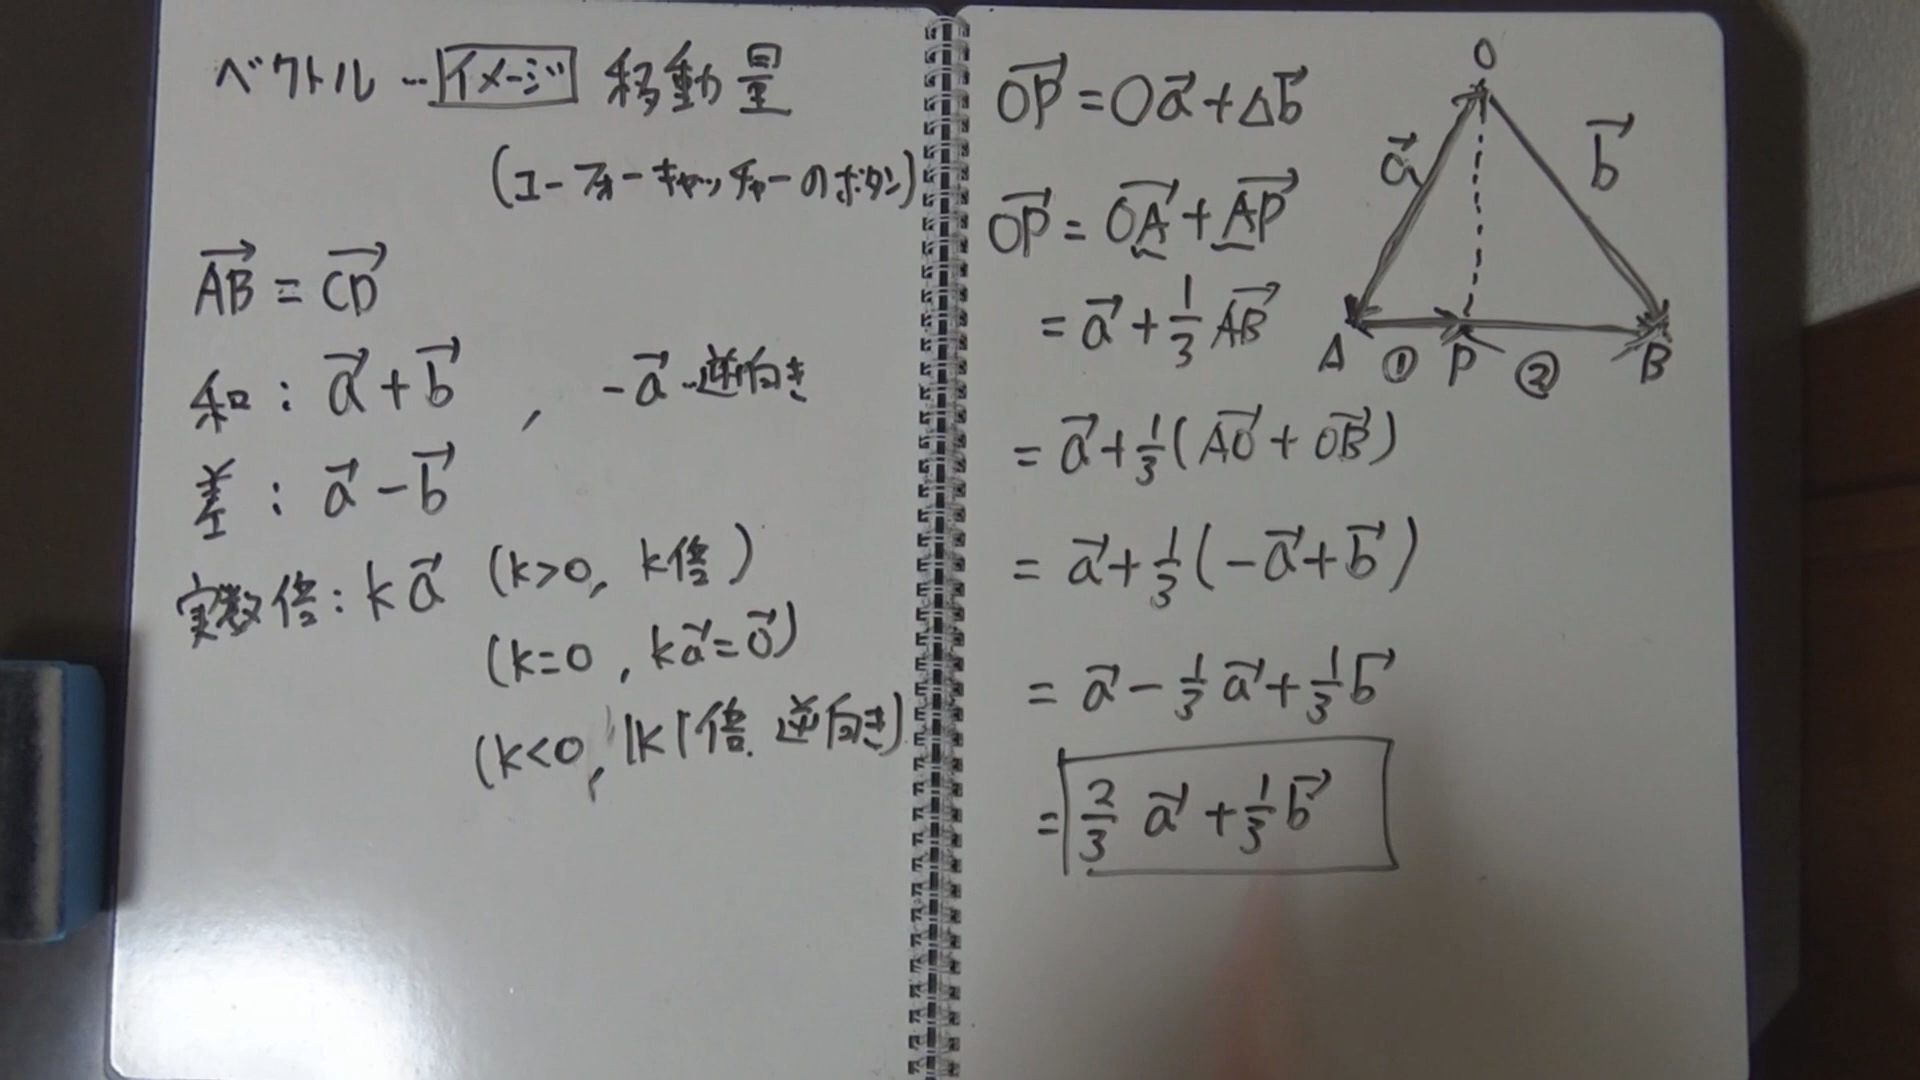 ベクトル … イメージ 移動量
(ユーフォーキャッチャーのボタン)
AB→ = CD→
和 : a→ + b→ , -a→ …逆向き
差 : a→ - b→
実数倍 : k a→ (k>0, k倍)
(k=0, k a→ = 0→)
(k<0, |k|倍 逆向き)
OP→ = ○a→ + △b→
OP→ = OA→ + AP→
= a→ + 1/3 AB→
= a→ + 1/3 (AO→ + OB→)
= a→ + 1/3 (-a→ + b→)
= a→ - 1/3 a→ + 1/3 b→
= 2/3 a→ + 1/3 b→
O
a→ b→
A ① P ② B